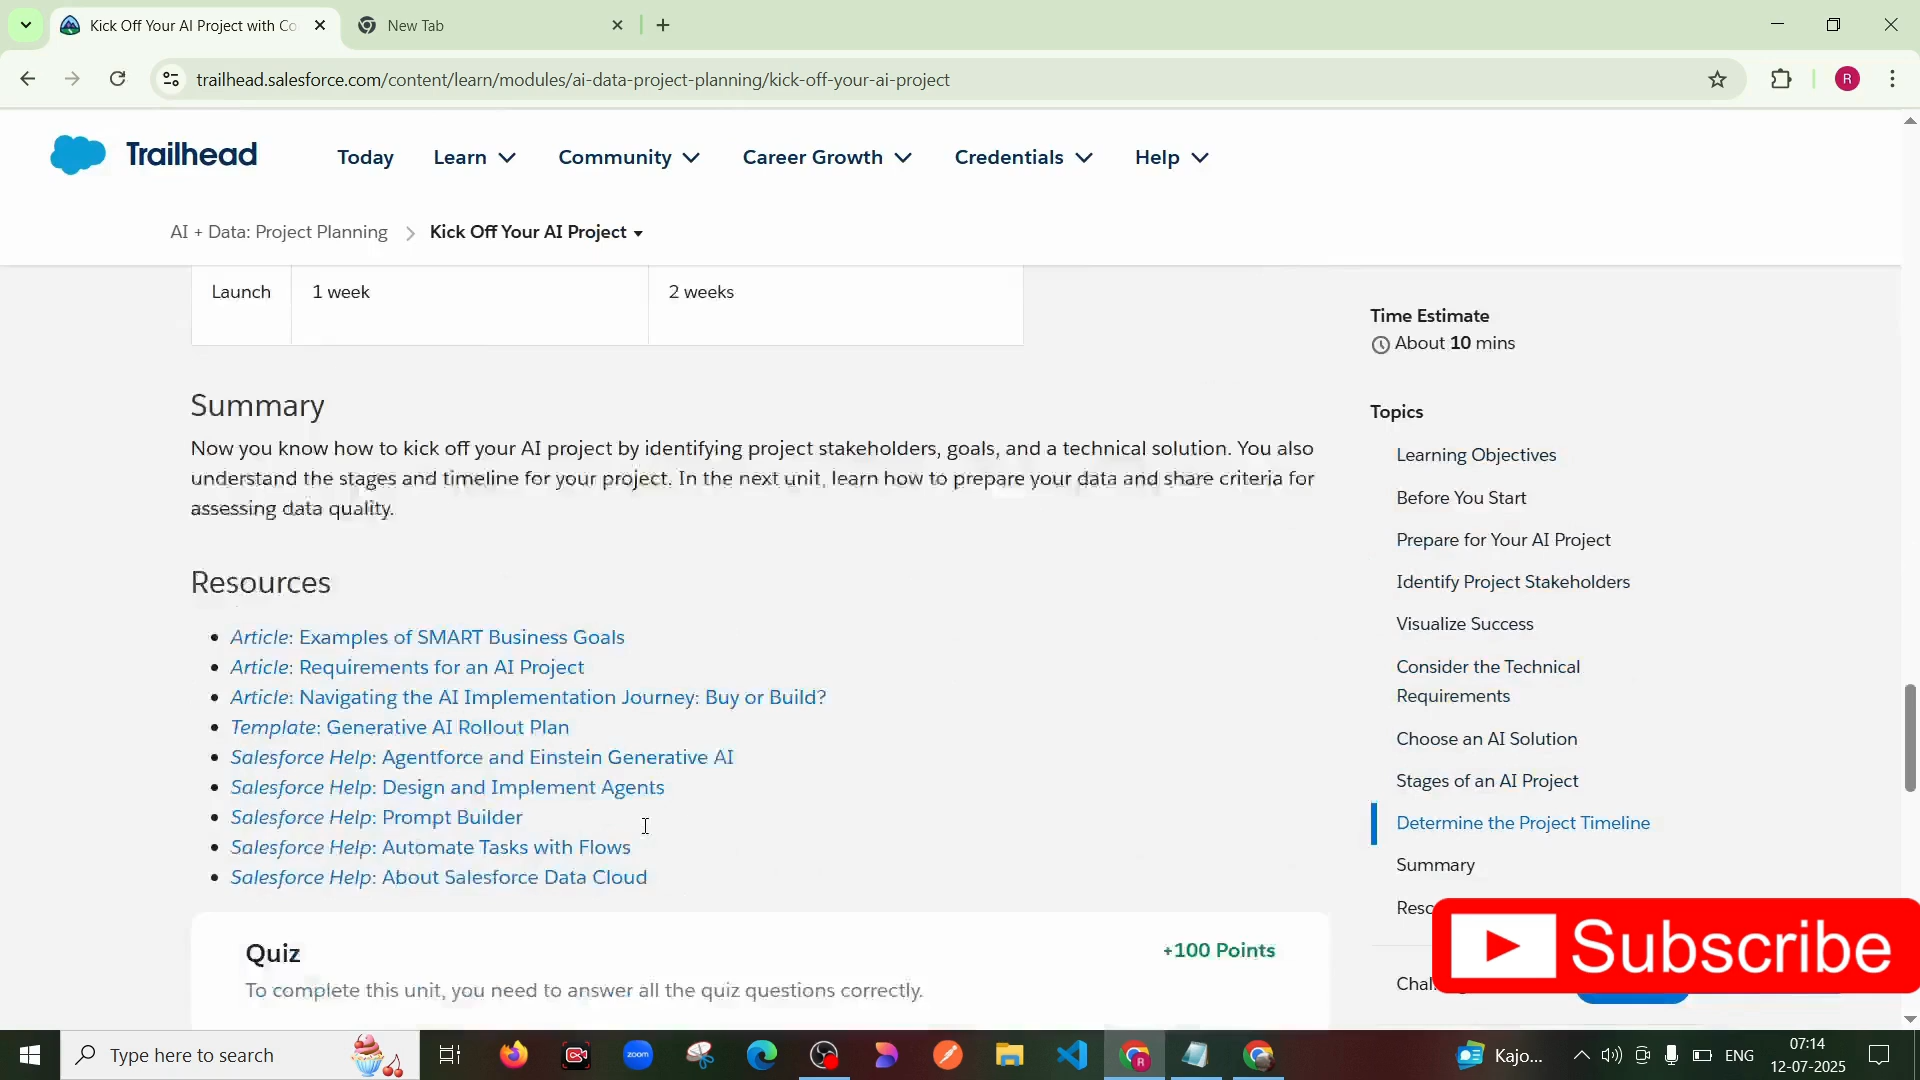 Kick Off Your AI Project with Co
New Tab
trailhead.salesforce.com/content/learn/modules/ai-data-project-planning/kick-off-your-ai-project
R
Trailhead
Today
Learn
Community
Career Growth
Credentials
Help
AI + Data: Project Planning
Kick Off Your AI Project
Launch
1 week
2 weeks
Summary
Now you know how to kick off your AI project by identifying project stakeholders, goals, and a technical solution. You also
understand the stages and timeline for your project. In the next unit, learn how to prepare your data and share criteria for
assessing data quality.
Resources
Article: Examples of SMART Business Goals
Article: Requirements for an AI Project
Article: Navigating the AI Implementation Journey: Buy or Build?
Template: Generative AI Rollout Plan
Salesforce Help: Agentforce and Einstein Generative AI
Salesforce Help: Design and Implement Agents
Salesforce Help: Prompt Builder
Salesforce Help: Automate Tasks with Flows
Salesforce Help: About Salesforce Data Cloud
Quiz
+100 Points
To complete this unit, you need to answer all the quiz questions correctly.
Time Estimate
About 10 mins
Topics
Learning Objectives
Before You Start
Prepare for Your AI Project
Identify Project Stakeholders
Visualize Success
Consider the Technical
Requirements
Choose an AI Solution
Stages of an AI Project
Determine the Project Timeline
Summary
Subscribe
Type here to search
zoom
Kajo...
ENG
07:14
12-07-2025